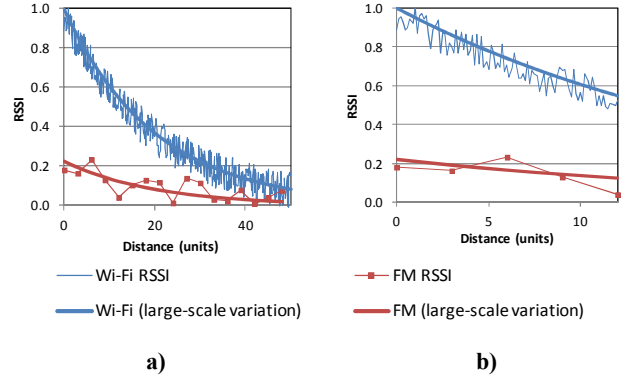 1.0
0.8
0.6
0.4
0.2
0.0
RSSI
0
20
40
Distance (units)
1.0
0.8
0.6
0.4
0.2
0.0
RSSI
0
5
10
Distance (units)
Wi-Fi RSSI
FM RSSI
Wi-Fi (large-scale variation)
FM (large-scale variation)
a)
b)